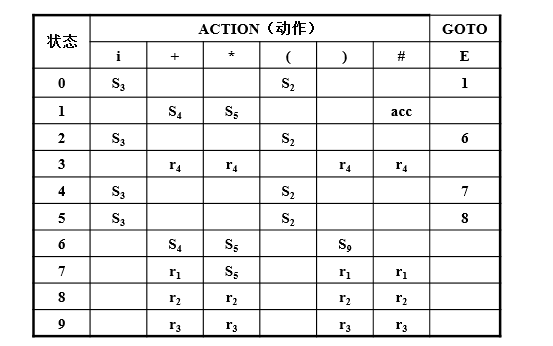 状态 ACTION（动作） GOTO
i + * ( ) # E
0 S3 S2 1
1 S4 S5 acc
2 S3 S2 6
3 r4 r4 r4 r4
4 S3 S2 7
5 S3 S2 8
6 S4 S5 S9
7 r1 S5 r1 r1
8 r2 r2 r2 r2
9 r3 r3 r3 r3